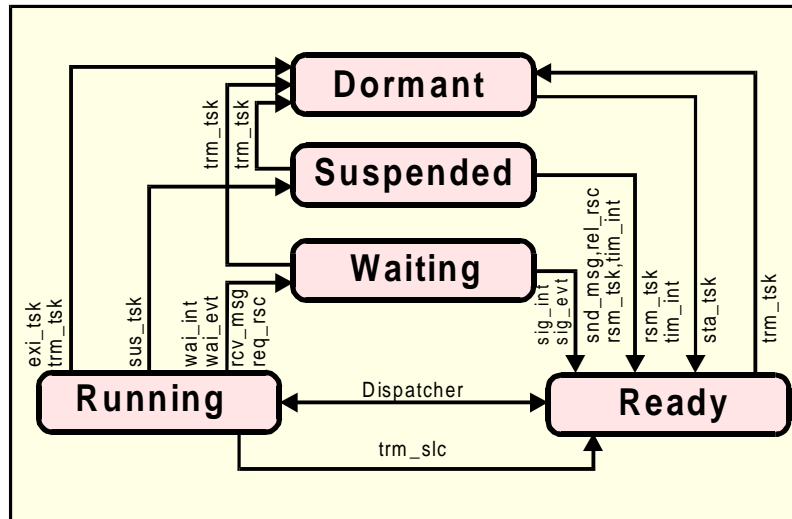 Dormant
trm_tsk
trm_tsk
Suspended
Waiting
exi_tsk
trm_tsk
sus_tsk
wai_int
wai_evt
rcv_msg
req_rsc
sig_int
sig_evt
snd_msg,rel_rsc
rsm_tsk,tim_int
rsm_tsk
tim_int
sta_tsk
trm_tsk
Running
Dispatcher
Ready
trm_slc